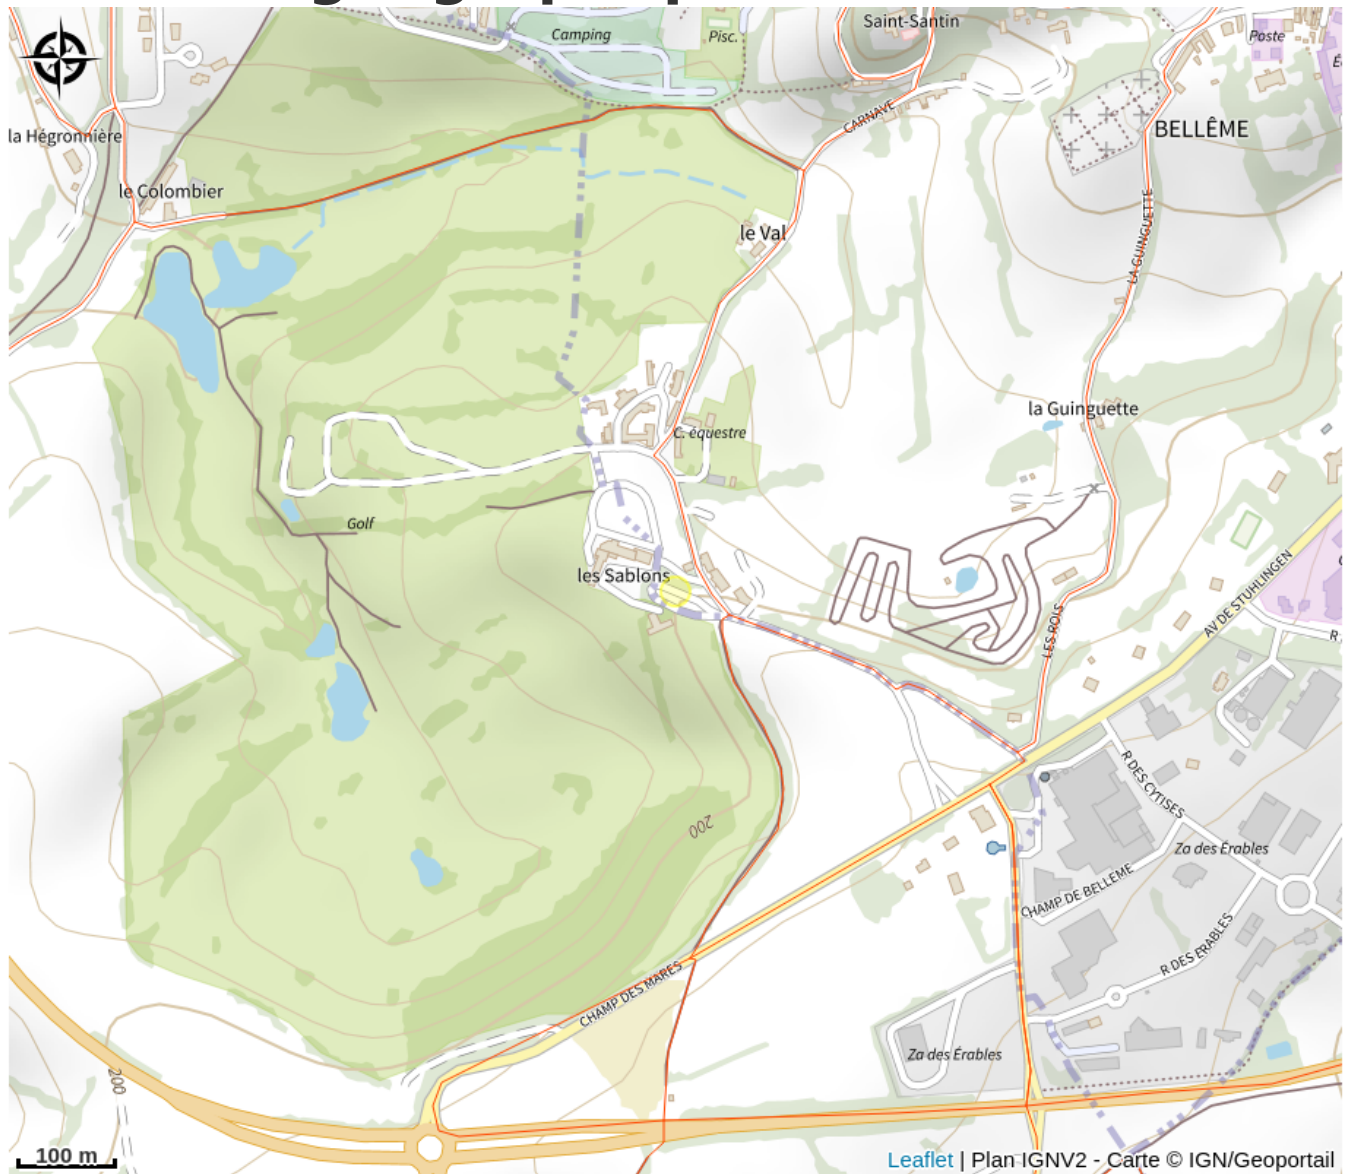 Saint-Santin
Camping
Pisc.
Poste
la Hégronnière
CARNAVE
BELLÊME
le Colombier
LA GUINGUETTE
le Val
la Guinguette
C. équestre
Golf
les Sablons
AV DE STUHLINGEN
LES ROIS
R DES CYTISES
200
Za des Érables
CHAMP DE BELLEME
R DES ERABLES
CHAMP DES MARES
Za des Érables
200
100 m
Leaflet | Plan IGNV2 - Carte © IGN/Geoportail